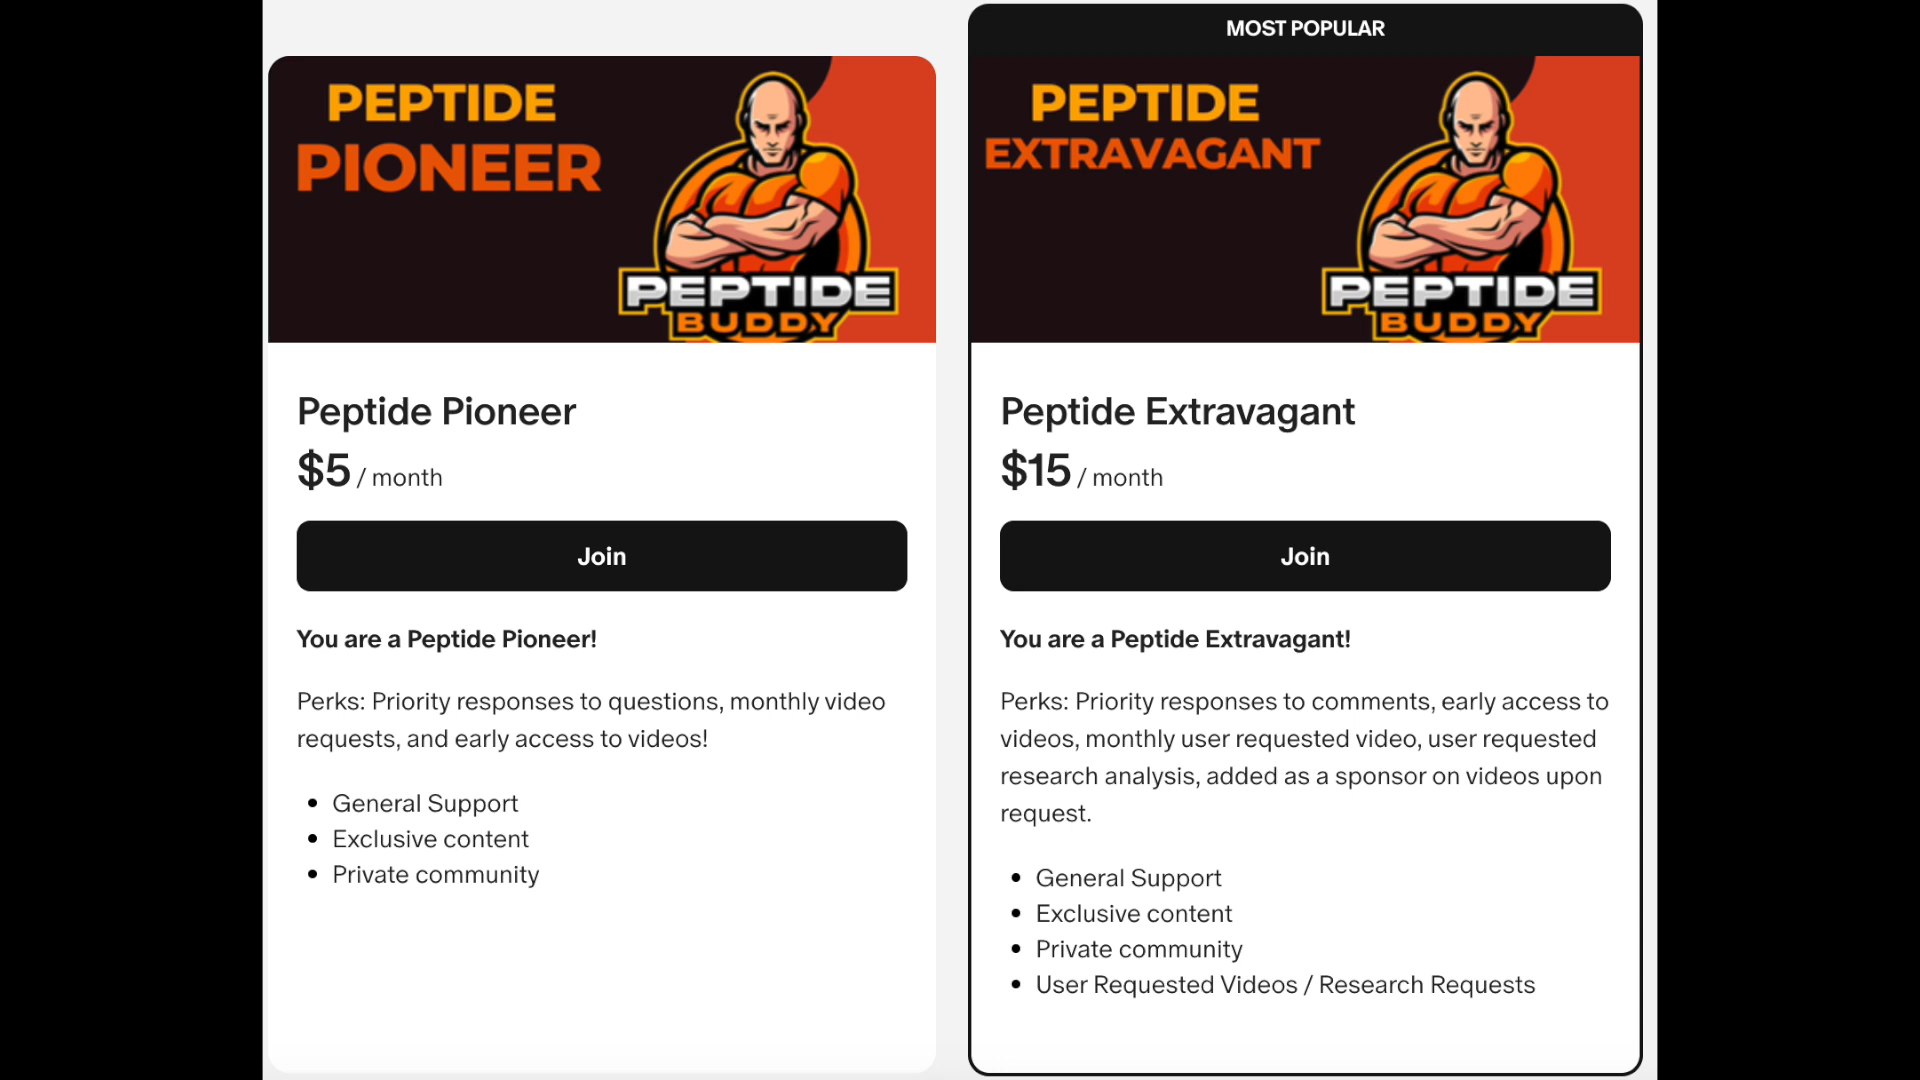 PEPTIDE
PIONEER
PEPTIDE
BUDDY
Peptide Pioneer
$5 / month
Join
You are a Peptide Pioneer!
Perks: Priority responses to questions, monthly video
requests, and early access to videos!
• General Support
• Exclusive content
• Private community
MOST POPULAR
PEPTIDE
EXTRAVAGANT
PEPTIDE
BUDDY
Peptide Extravagant
$15 / month
Join
You are a Peptide Extravagant!
Perks: Priority responses to comments, early access to
videos, monthly user requested video, user requested
research analysis, added as a sponsor on videos upon
request.
• General Support
• Exclusive content
• Private community
• User Requested Videos / Research Requests